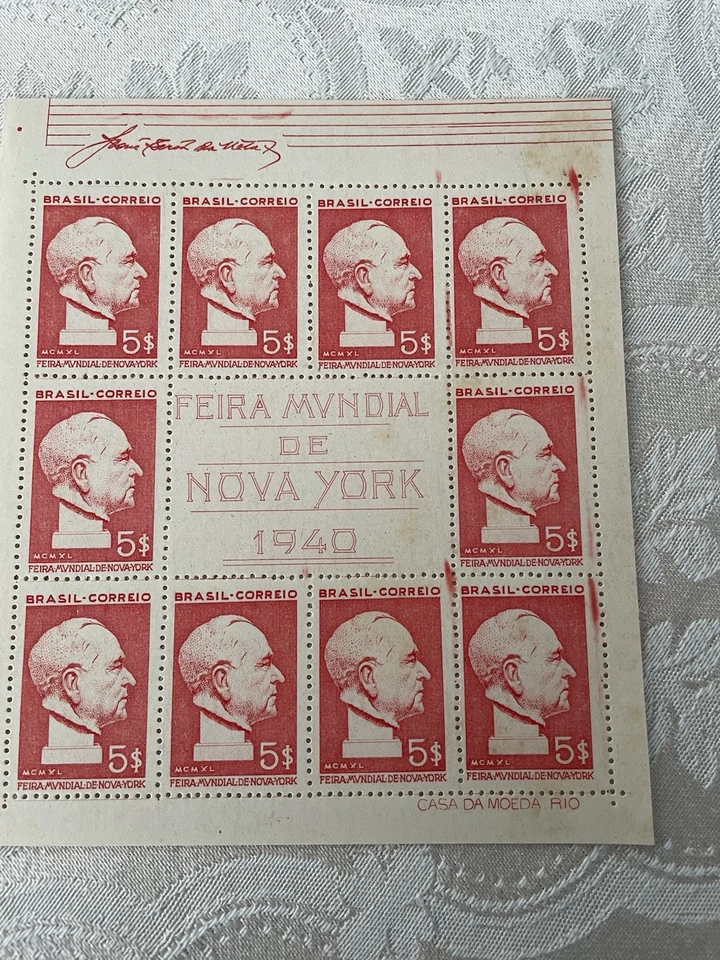 BRASIL-CORREIO BRASIL-CORREIO BRASIL-CORREIO BRASIL-CORREIO
5$ 5$ 5$ 5$
MCMXL MCMXL MCMXL MCMXL
FEIRA·MVNDIAL·DE·NOVA·YORK FEIRA·MVNDIAL·DE·NOVA·YORK FEIRA·MVNDIAL·DE·NOVA·YORK FEIRA·MVNDIAL·DE·NOVA·YORK
BRASIL-CORREIO
5$
MCMXL
FEIRA·MVNDIAL·DE·NOVA·YORK
FEIRA MVNDIAL
DE
NOVA YORK
1940
BRASIL-CORREIO
5$
MCMXL
FEIRA·MVNDIAL·DE·NOVA·YORK
BRASIL-CORREIO BRASIL-CORREIO BRASIL-CORREIO BRASIL-CORREIO
5$ 5$ 5$ 5$
MCMXL MCMXL MCMXL MCMXL
FEIRA·MVNDIAL·DE·NOVA·YORK FEIRA·MVNDIAL·DE·NOVA·YORK FEIRA·MVNDIAL·DE·NOVA·YORK FEIRA·MVNDIAL·DE·NOVA·YORK
CASA DA MOEDA. RIO